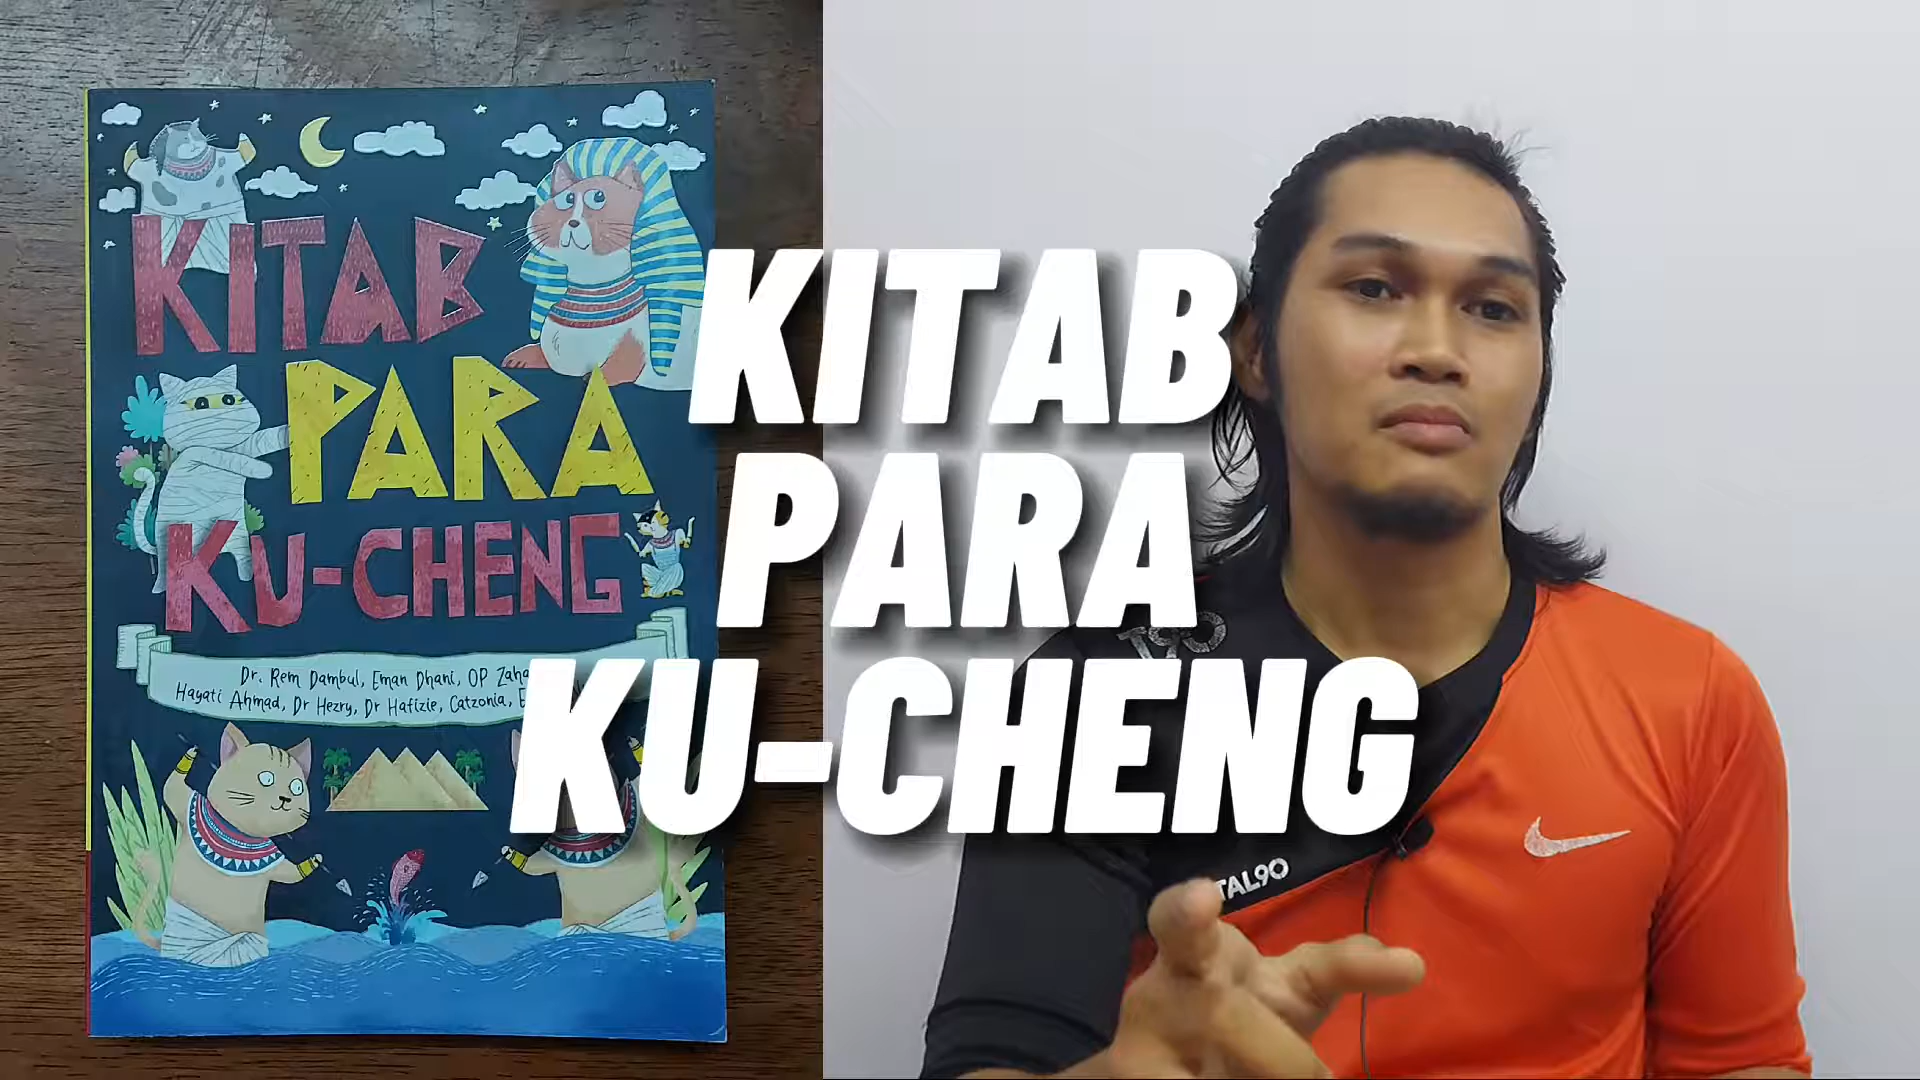 KITAB
PARA
KU-CHENG
Dr. Rem Dambul, Eman Dhani, OP
Hayati Ahmad, Dr Hezry, Dr Hafizie, Catzonia,
KITAB
PARA
KU-CHENG
T90
TAL90